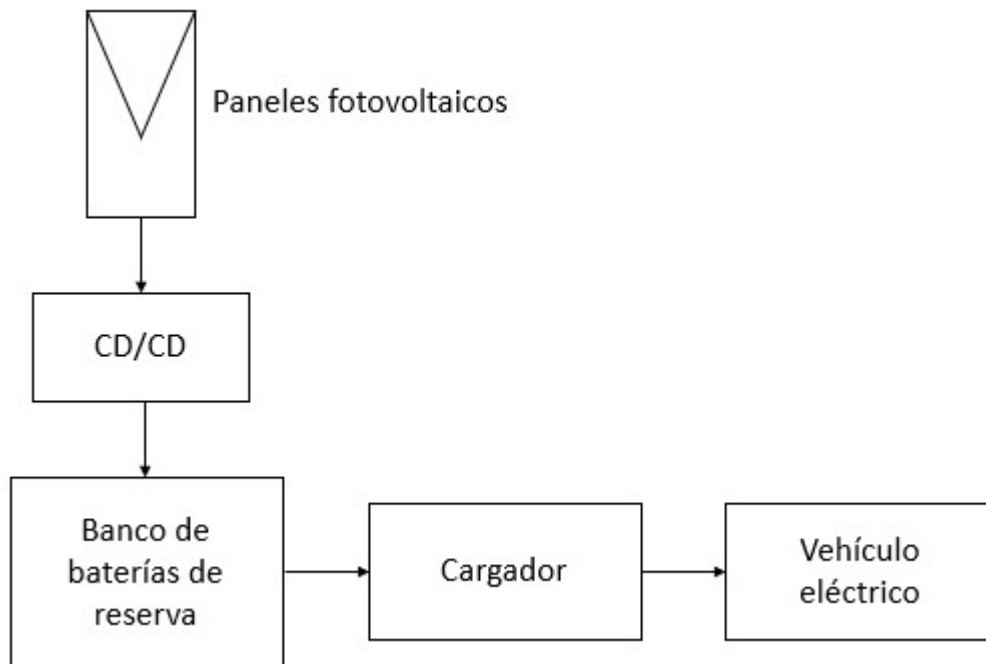 Paneles fotovoltaicos
CD/CD
Banco de
baterías de
reserva
Cargador
Vehículo
eléctrico